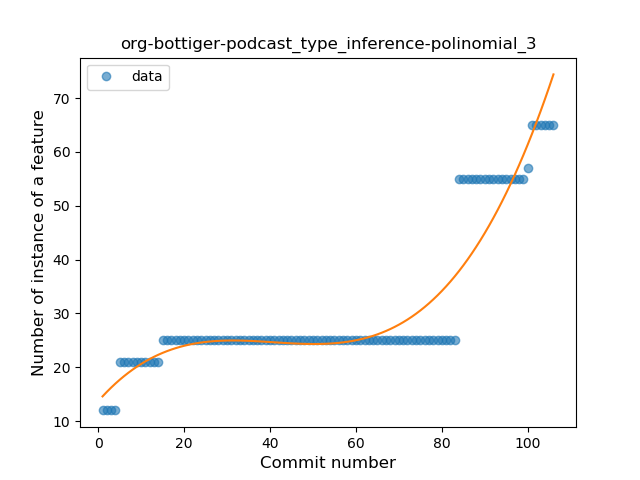 org-bottiger-podcast_type_inference-polinomial_3
data
Number of instance of a feature
70
60
50
40
30
20
10
0 20 40 60 80 100
Commit number